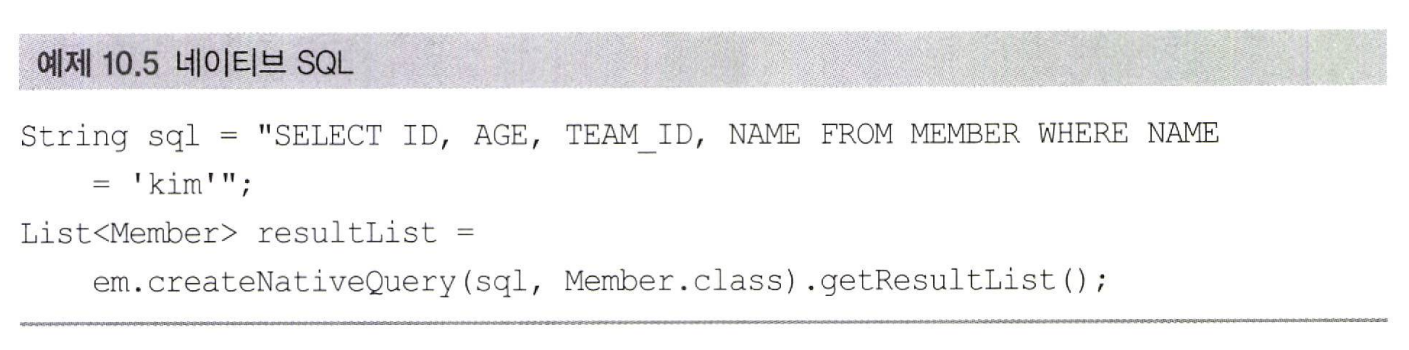 예제 10.5 네이티브 SQL
String sql = "SELECT ID, AGE, TEAM_ID, NAME FROM MEMBER WHERE NAME
= 'kim'";
List<Member> resultList =
em.createNativeQuery(sql, Member.class).getResultList();